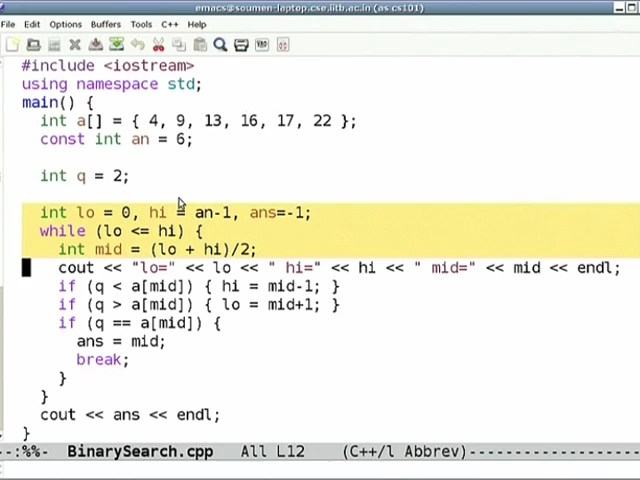 emacs@soumen-laptop.cse.iitb.ac.in (as cs101)
File Edit Options Buffers Tools C++ Help
#include <iostream>
using namespace std;
main() {
int a[] = { 4, 9, 13, 16, 17, 22 };
const int an = 6;
int q = 2;
int lo = 0, hi = an-1, ans=-1;
while (lo <= hi) {
int mid = (lo + hi)/2;
cout << "lo=" << lo << " hi=" << hi << " mid=" << mid << endl;
if (q < a[mid]) { hi = mid-1; }
if (q > a[mid]) { lo = mid+1; }
if (q == a[mid]) {
ans = mid;
break;
}
}
cout << ans << endl;
}
--:%%- BinarySearch.cpp All L12 (C++/l Abbrev)-------------------